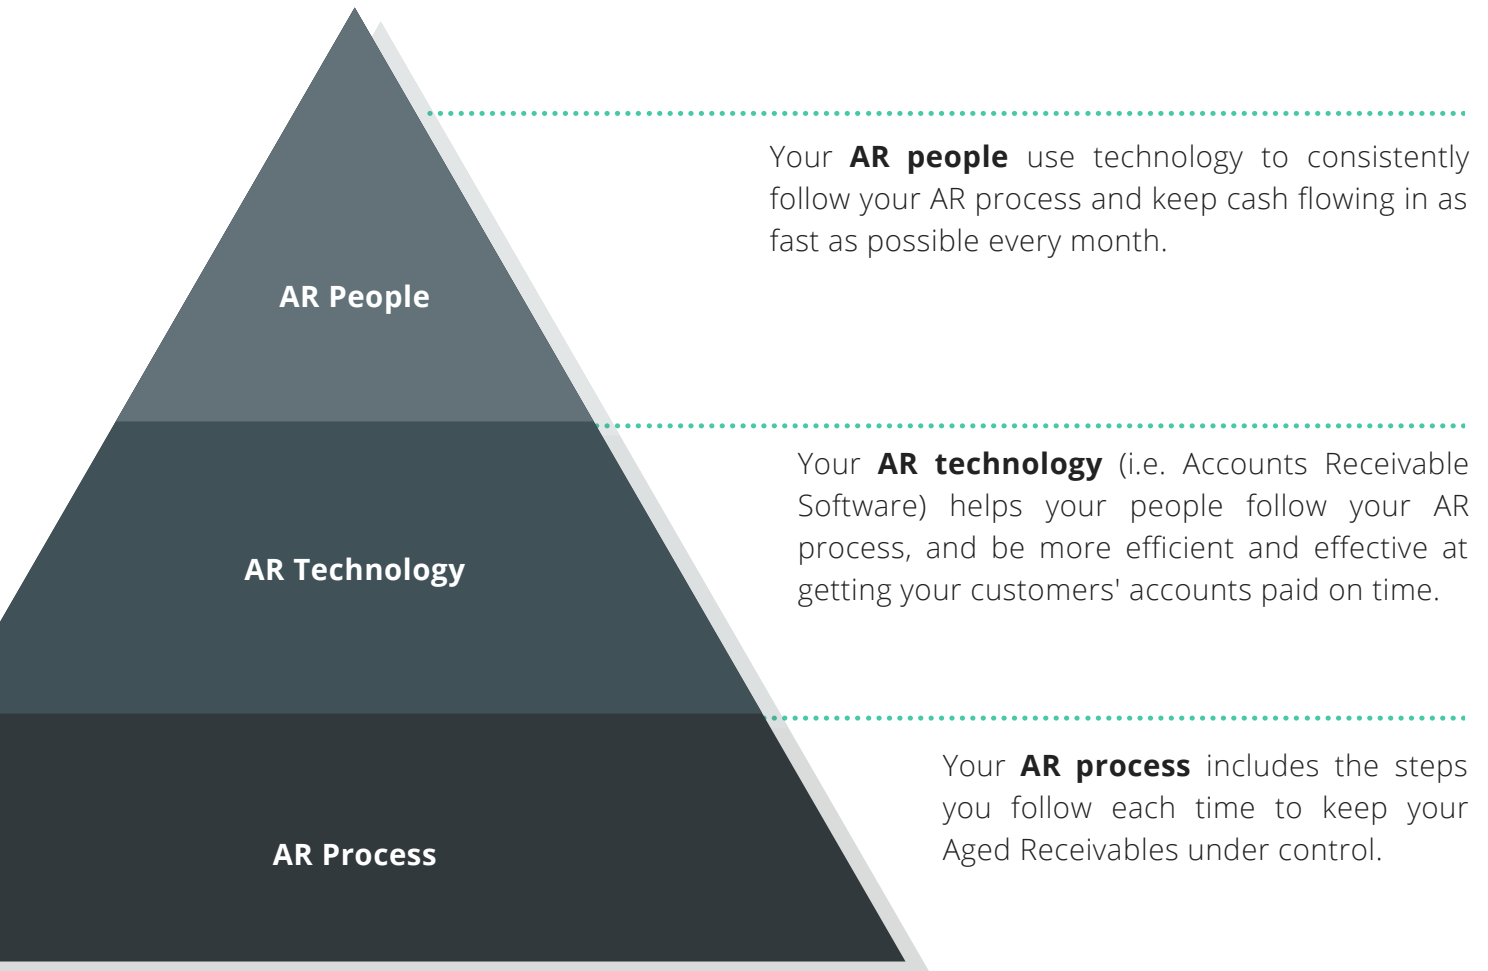 Your AR people use technology to consistently
follow your AR process and keep cash flowing in as
fast as possible every month.
AR People
Your AR technology (i.e. Accounts Receivable
Software) helps your people follow your AR
process, and be more efficient and effective at
getting your customers' accounts paid on time.
AR Technology
Your AR process includes the steps
you follow each time to keep your
Aged Receivables under control.
AR Process